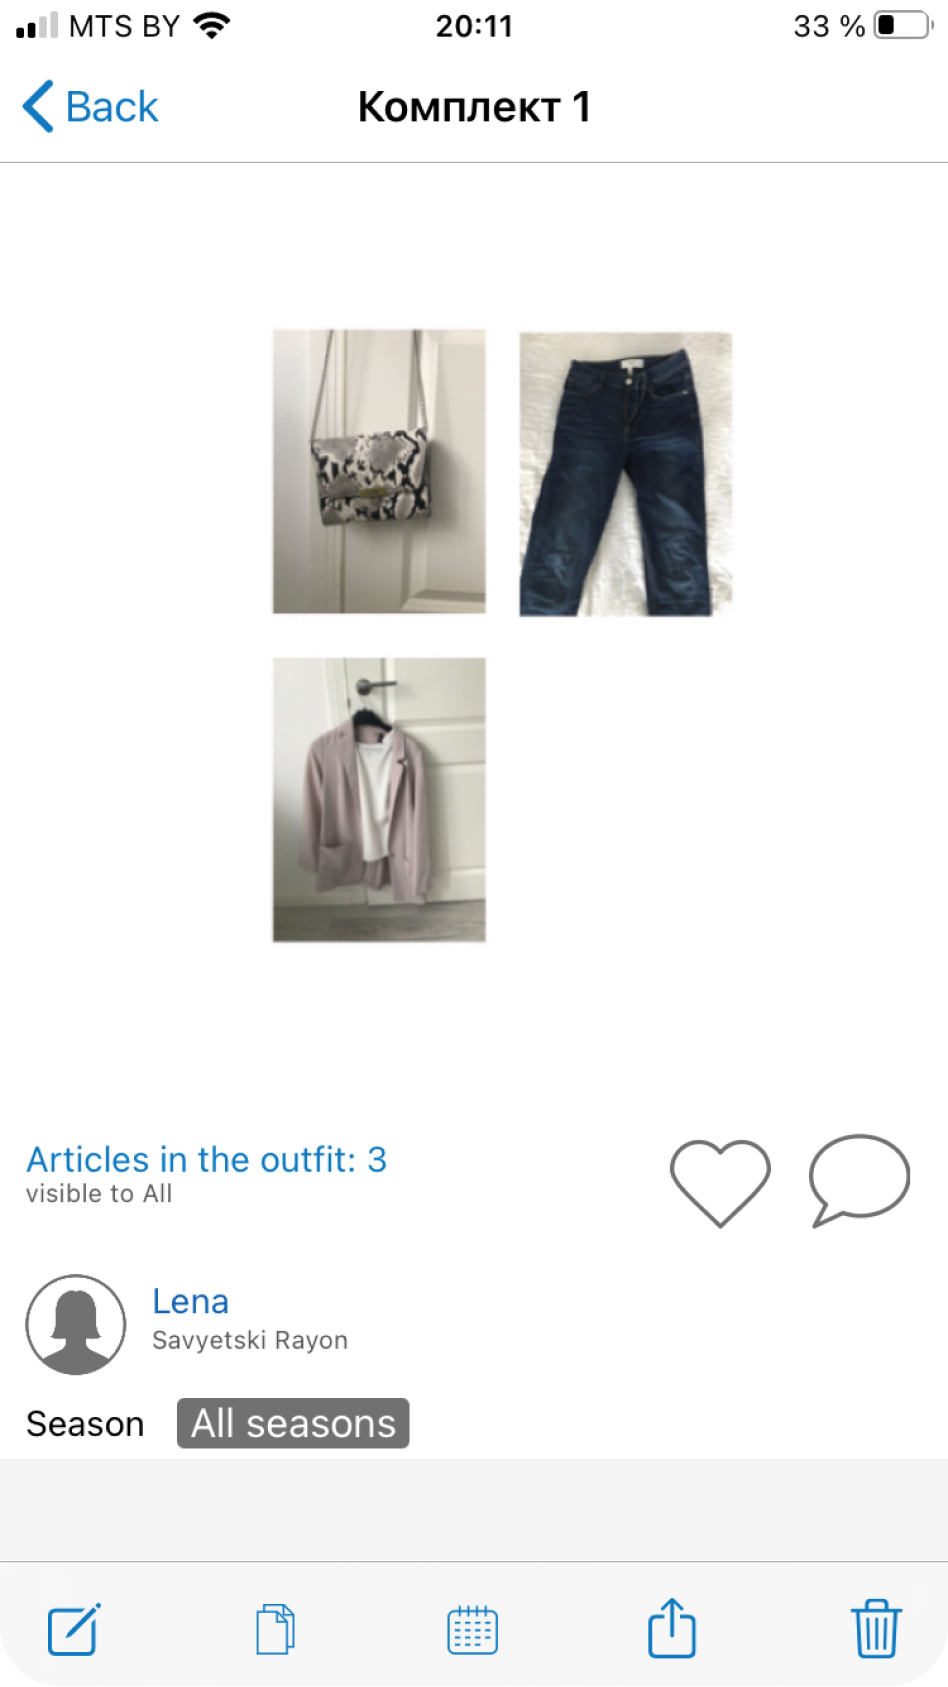 MTS BY 20:11 33 %
Back Комплект 1
Articles in the outfit: 3
visible to All
Lena
Savyetski Rayon
Season All seasons